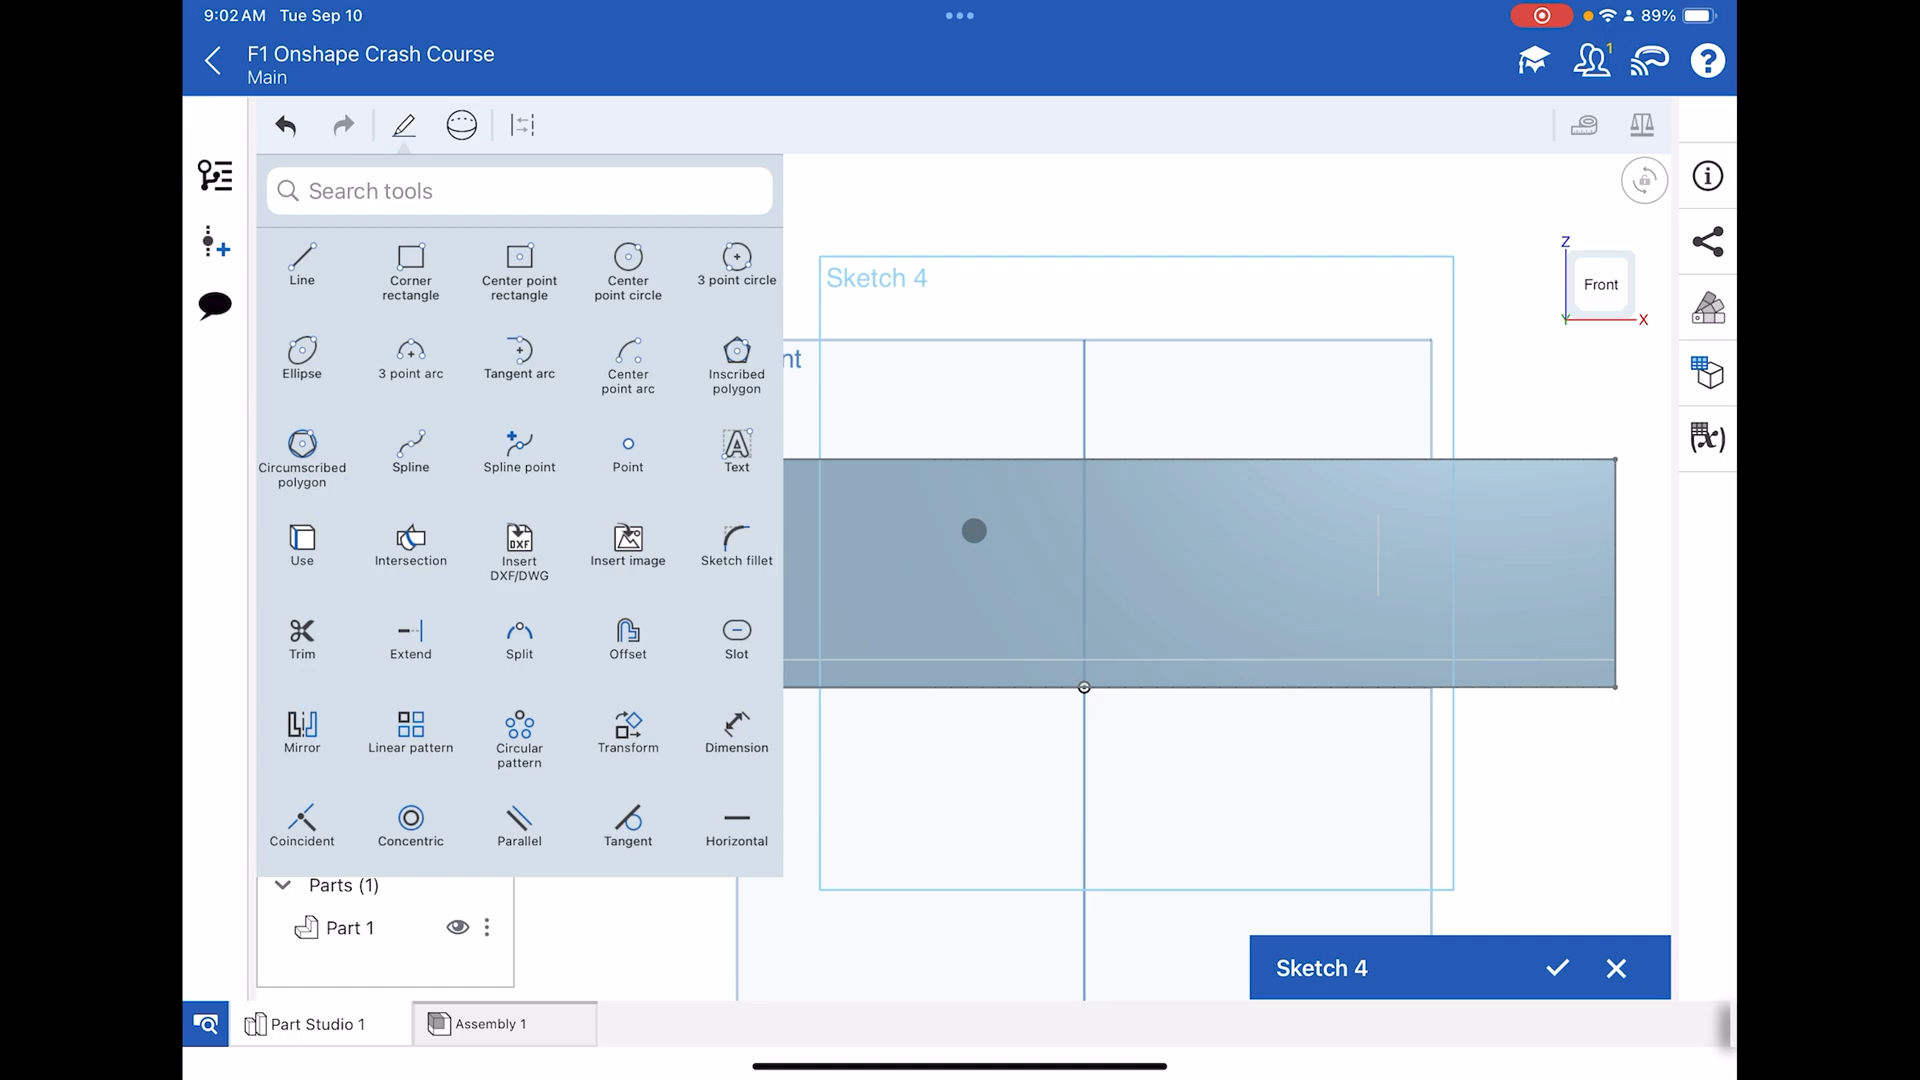 9:02 AM Tue Sep 10
89%
F1 Onshape Crash Course
Main
1
?
Search tools
Line
Corner
rectangle
Center point
rectangle
Center
point circle
3 point circle
Ellipse
3 point arc
Tangent arc
Center
point arc
Inscribed
polygon
Circumscribed
polygon
Spline
Spline point
Point
Text
Use
Intersection
DXF
Insert
DXF/DWG
Insert image
Sketch fillet
Trim
Extend
Split
Offset
Slot
Mirror
Linear pattern
Circular
pattern
Transform
Dimension
Coincident
Concentric
Parallel
Tangent
Horizontal
Sketch 4
nt
Z
Front
Y
X
(x)
Parts (1)
Part 1
Sketch 4
Part Studio 1
Assembly 1